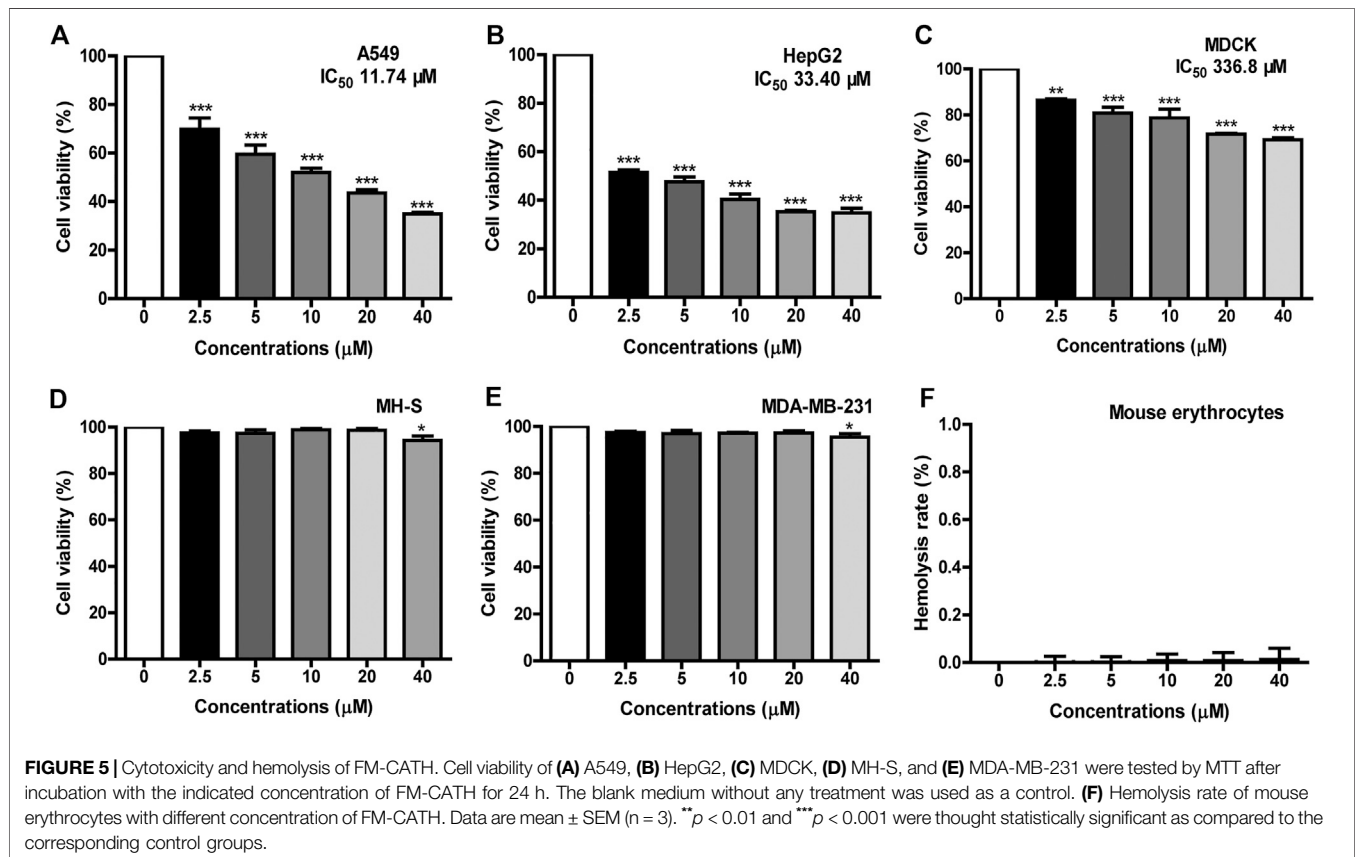 A
A549
IC50 11.74 µM
Cell viability (%)
100
80
60
40
20
0
***
***
***
***
***
0 2.5 5 10 20 40
Concentrations (µM)
B
HepG2
IC50 33.40 µM
Cell viability (%)
100
80
60
40
20
0
***
***
***
***
***
0 2.5 5 10 20 40
Concentrations (µM)
C
MDCK
IC50 336.8 µM
Cell viability (%)
100
80
60
40
20
0
**
***
***
***
***
0 2.5 5 10 20 40
Concentrations (µM)
D
MH-S
Cell viability (%)
100
80
60
40
20
0
*
0 2.5 5 10 20 40
Concentrations (µM)
E
MDA-MB-231
Cell viability (%)
100
80
60
40
20
0
*
0 2.5 5 10 20 40
Concentrations (µM)
F
Mouse erythrocytes
Hemolysis rate (%)
1.0
0.8
0.6
0.4
0.2
0.0
0 2.5 5 10 20 40
Concentrations (µM)
FIGURE 5 | Cytotoxicity and hemolysis of FM-CATH. Cell viability of (A) A549, (B) HepG2, (C) MDCK, (D) MH-S, and (E) MDA-MB-231 were tested by MTT after
incubation with the indicated concentration of FM-CATH for 24 h. The blank medium without any treatment was used as a control. (F) Hemolysis rate of mouse
erythrocytes with different concentration of FM-CATH. Data are mean ± SEM (n = 3). **p < 0.01 and ***p < 0.001 were thought statistically significant as compared to the
corresponding control groups.